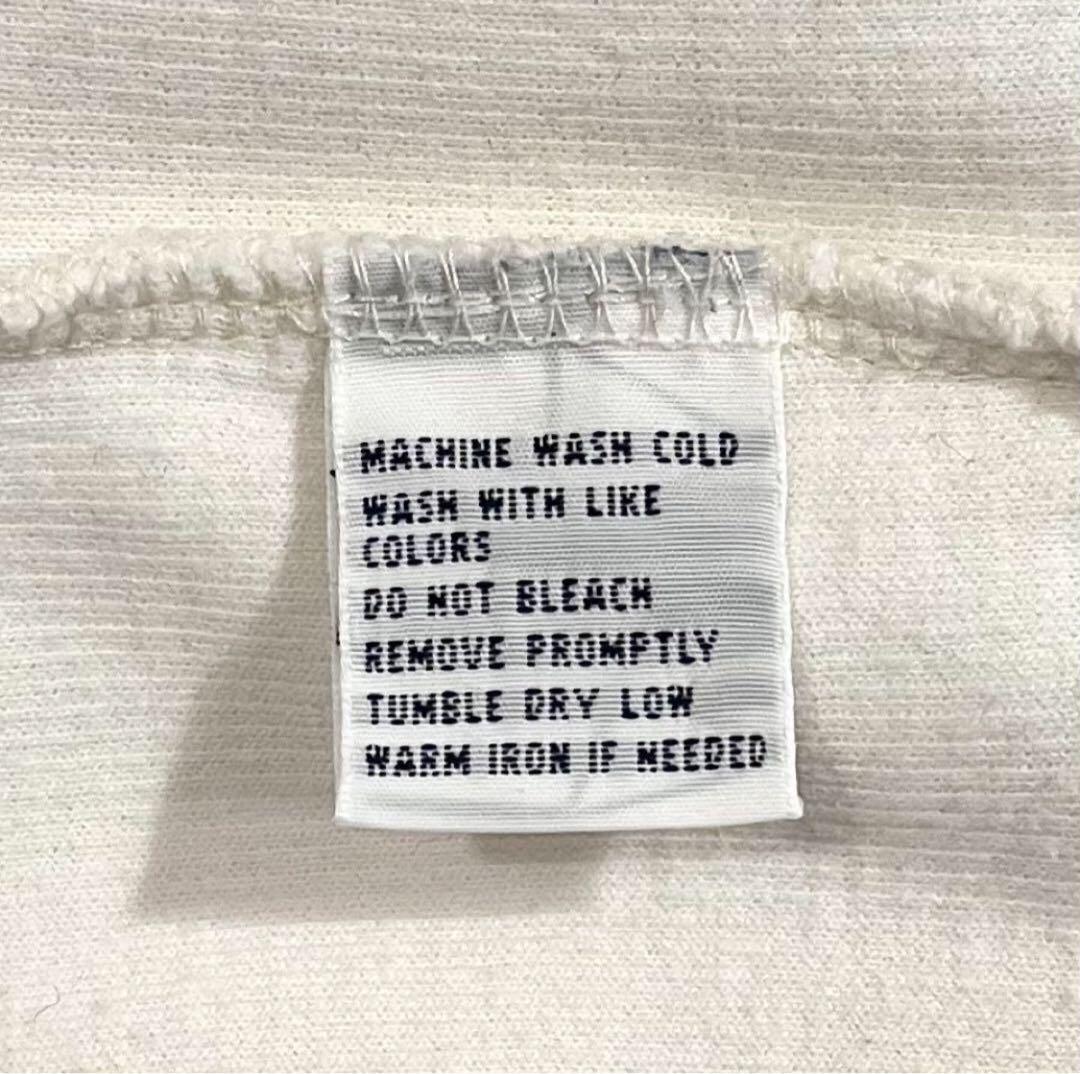 MACHINE WASH COLD
WASH WITH LIKE
COLORS
DO NOT BLEACH
REMOVE PROMPTLY
TUMBLE DRY LOW
WARM IRON IF NEEDED